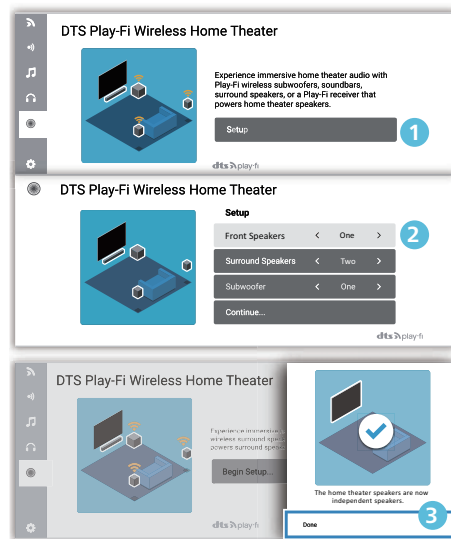 DTS Play-Fi Wireless Home Theater
Experience immersive home theater audio with
Play-Fi wireless subwoofers, soundbars,
surround speakers, or a Play-Fi receiver that
powers home theater speakers.
Setup
1
dts play-fi
DTS Play-Fi Wireless Home Theater
Setup
Front Speakers < One >
2
Surround Speakers < Two >
Subwoofer < One >
Continue...
dts play-fi
DTS Play-Fi Wireless Home Theater
Experience immersive
wireless surround spe
powers surround spea
Begin Setup...
dts play-fi
The home theater speakers are now
independent speakers.
Done
3